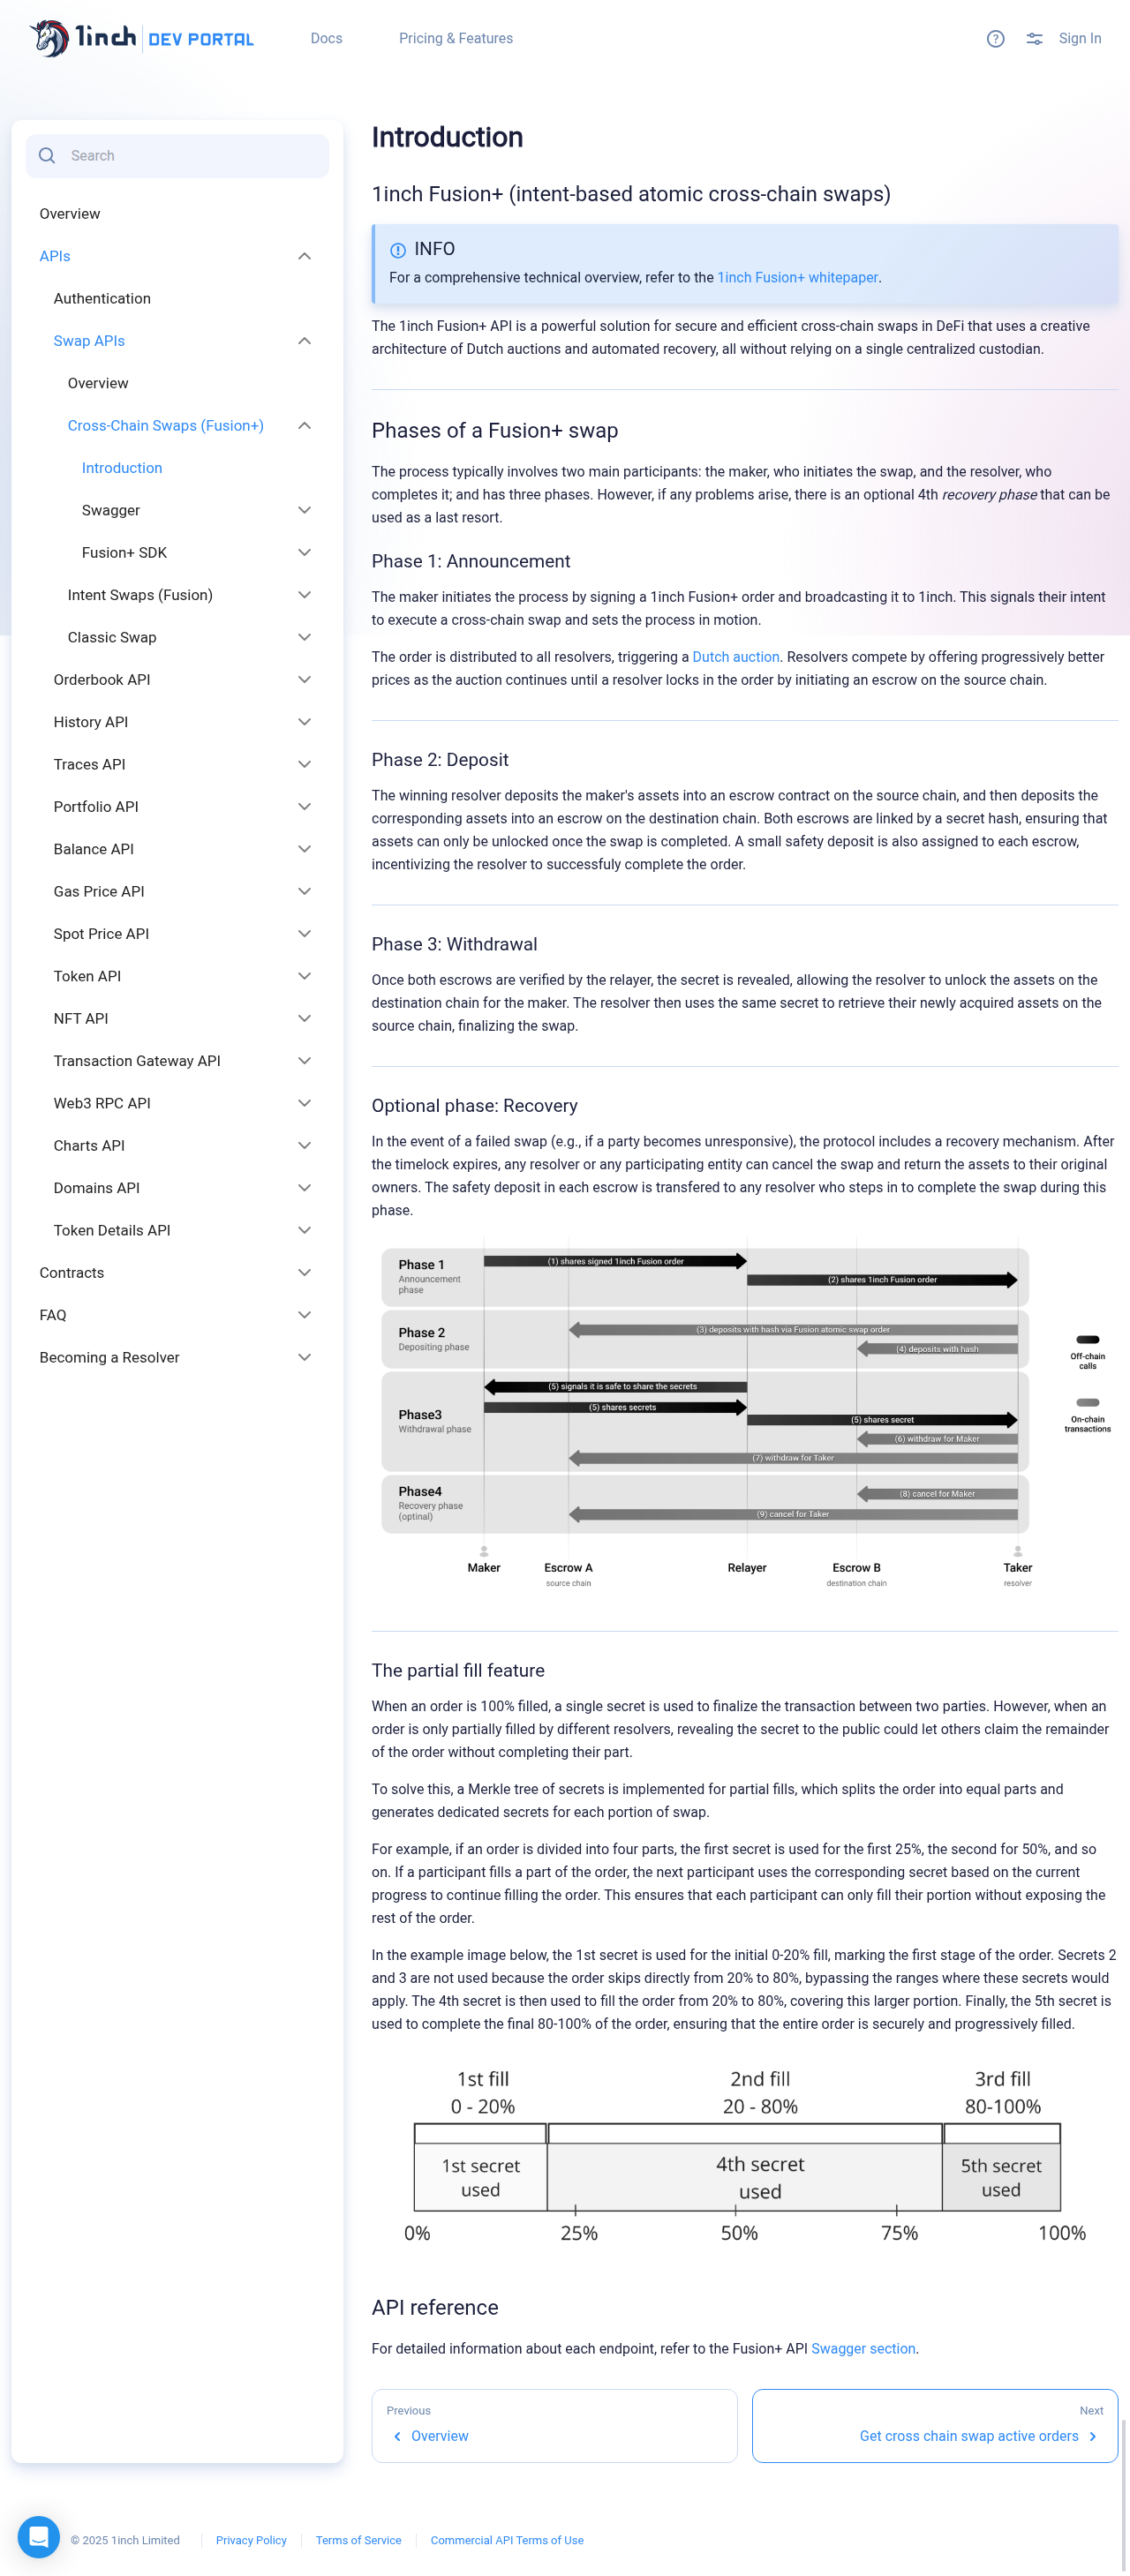 1inch DEV PORTAL
Docs
Pricing & Features
Sign In
Search
Overview
APIs
Authentication
Swap APIs
Overview
Cross-Chain Swaps (Fusion+)
Introduction
Swagger
Fusion+ SDK
Intent Swaps (Fusion)
Classic Swap
Orderbook API
History API
Traces API
Portfolio API
Balance API
Gas Price API
Spot Price API
Token API
NFT API
Transaction Gateway API
Web3 RPC API
Charts API
Domains API
Token Details API
Contracts
FAQ
Becoming a Resolver
Introduction
1inch Fusion+ (intent-based atomic cross-chain swaps)
INFO
For a comprehensive technical overview, refer to the 1inch Fusion+ whitepaper.
The 1inch Fusion+ API is a powerful solution for secure and efficient cross-chain swaps in DeFi that uses a creative
architecture of Dutch auctions and automated recovery, all without relying on a single centralized custodian.
Phases of a Fusion+ swap
The process typically involves two main participants: the maker, who initiates the swap, and the resolver, who
completes it; and has three phases. However, if any problems arise, there is an optional 4th recovery phase that can be
used as a last resort.
Phase 1: Announcement
The maker initiates the process by signing a 1inch Fusion+ order and broadcasting it to 1inch. This signals their intent
to execute a cross-chain swap and sets the process in motion.
The order is distributed to all resolvers, triggering a Dutch auction. Resolvers compete by offering progressively better
prices as the auction continues until a resolver locks in the order by initiating an escrow on the source chain.
Phase 2: Deposit
The winning resolver deposits the maker's assets into an escrow contract on the source chain, and then deposits the
corresponding assets into an escrow on the destination chain. Both escrows are linked by a secret hash, ensuring that
assets can only be unlocked once the swap is completed. A small safety deposit is also assigned to each escrow,
incentivizing the resolver to successfuly complete the order.
Phase 3: Withdrawal
Once both escrows are verified by the relayer, the secret is revealed, allowing the resolver to unlock the assets on the
destination chain for the maker. The resolver then uses the same secret to retrieve their newly acquired assets on the
source chain, finalizing the swap.
Optional phase: Recovery
In the event of a failed swap (e.g., if a party becomes unresponsive), the protocol includes a recovery mechanism. After
the timelock expires, any resolver or any participating entity can cancel the swap and return the assets to their original
owners. The safety deposit in each escrow is transfered to any resolver who steps in to complete the swap during this
phase.
Phase 1
Announcement
phase
(1) shares signed 1inch Fusion order
(2) shares 1inch Fusion order
Phase 2
Depositing phase
(3) deposits with hash via Fusion atomic swap order
(4) deposits with hash
Off-chain
calls
Phase3
Withdrawal phase
(5) signals it is safe to share the secrets
(5) shares secrets
(5) shares secret
(6) withdraw for Maker
(7) withdraw for Taker
On-chain
transactions
Phase4
Recovery phase
(optinal)
(8) cancel for Maker
(9) cancel for Taker
Maker
Escrow A
source chain
Relayer
Escrow B
destination chain
Taker
resolver
The partial fill feature
When an order is 100% filled, a single secret is used to finalize the transaction between two parties. However, when an
order is only partially filled by different resolvers, revealing the secret to the public could let others claim the remainder
of the order without completing their part.
To solve this, a Merkle tree of secrets is implemented for partial fills, which splits the order into equal parts and
generates dedicated secrets for each portion of swap.
For example, if an order is divided into four parts, the first secret is used for the first 25%, the second for 50%, and so
on. If a participant fills a part of the order, the next participant uses the corresponding secret based on the current
progress to continue filling the order. This ensures that each participant can only fill their portion without exposing the
rest of the order.
In the example image below, the 1st secret is used for the initial 0-20% fill, marking the first stage of the order. Secrets 2
and 3 are not used because the order skips directly from 20% to 80%, bypassing the ranges where these secrets would
apply. The 4th secret is then used to fill the order from 20% to 80%, covering this larger portion. Finally, the 5th secret is
used to complete the final 80-100% of the order, ensuring that the entire order is securely and progressively filled.
1st fill
0 - 20%
2nd fill
20 - 80%
3rd fill
80-100%
1st secret
used
4th secret
used
5th secret
used
0%
25%
50%
75%
100%
API reference
For detailed information about each endpoint, refer to the Fusion+ API Swagger section.
Previous
Overview
Next
Get cross chain swap active orders
© 2025 1inch Limited
Privacy Policy
Terms of Service
Commercial API Terms of Use